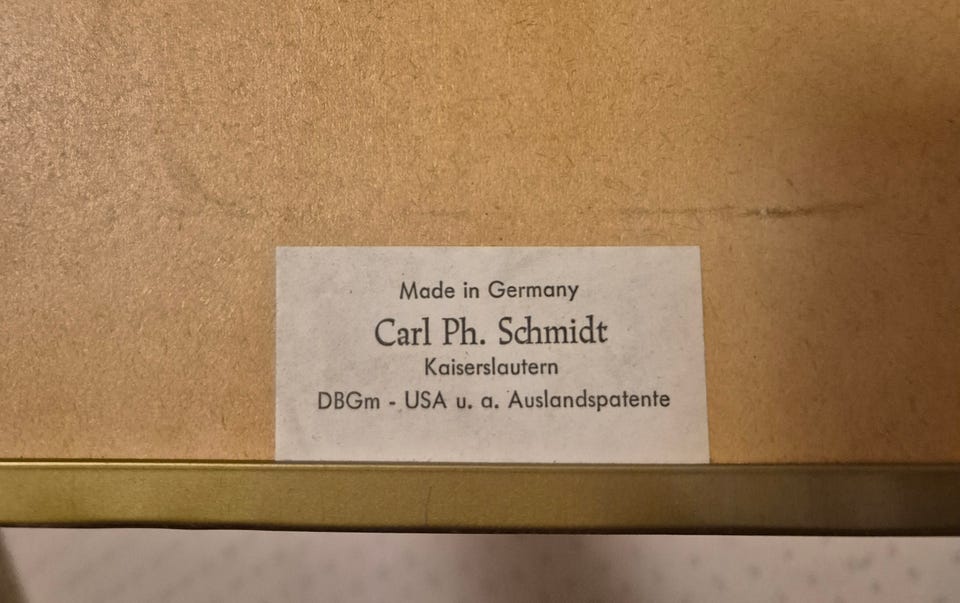 Made in Germany
Carl Ph. Schmidt
Kaiserslautern
DBGm - USA u. a. Auslandspatente